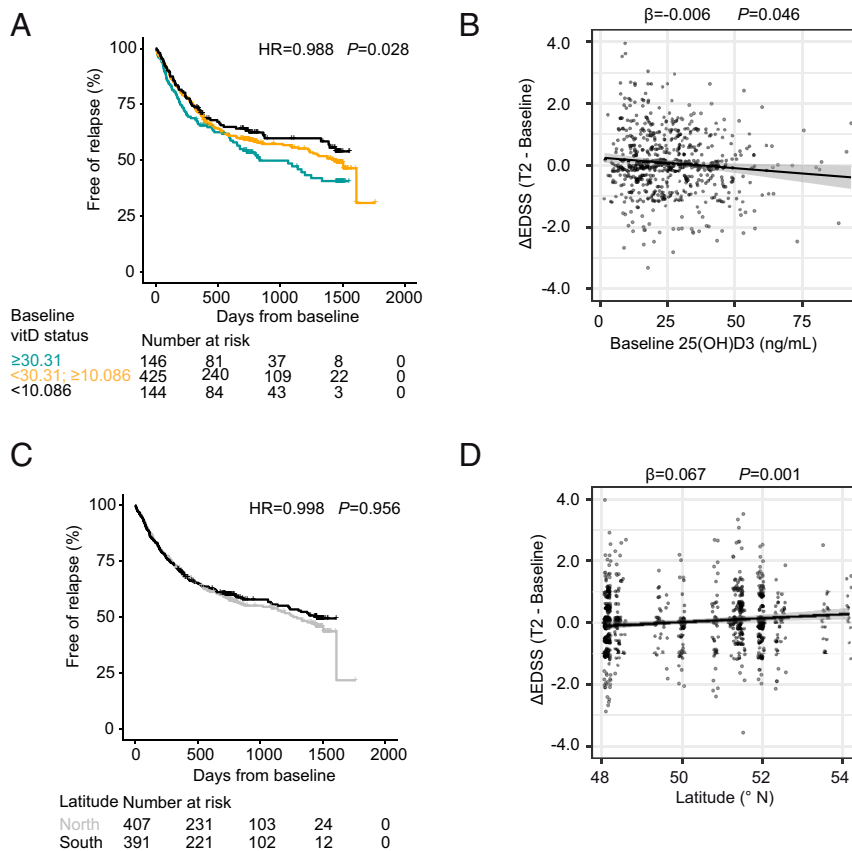 A
HR=0.988 P=0.028
Free of relapse (%)
100
75
50
25
0
0 500 1000 1500 2000
Days from baseline
Baseline
vitD status
Number at risk
≥30.31 146 81 37 8 0
<30.31; ≥10.086 425 240 109 22 0
<10.086 144 84 43 3 0
B
β=-0.006 P=0.046
ΔEDSS (T2 - Baseline)
4.0
2.0
0.0
-2.0
-4.0
0 25 50 75
Baseline 25(OH)D3 (ng/mL)
C
HR=0.998 P=0.956
Free of relapse (%)
100
75
50
25
0
0 500 1000 1500 2000
Days from baseline
Latitude Number at risk
North 407 231 103 24 0
South 391 221 102 12 0
D
β=0.067 P=0.001
ΔEDSS (T2 - Baseline)
4.0
2.0
0.0
-2.0
-4.0
48 50 52 54
Latitude (° N)